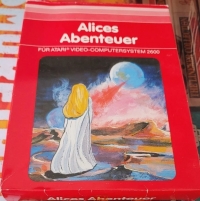 Alices
Abenteuer
FÜR ATARI® VIDEO-COMPUTERSYSTEM 2600
Alices Abenteuer